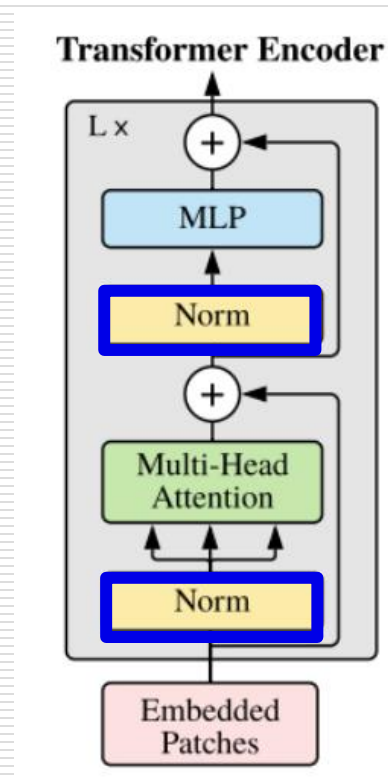 Transformer Encoder
L ×
+
MLP
Norm
+
Multi-Head
Attention
Norm
Embedded
Patches